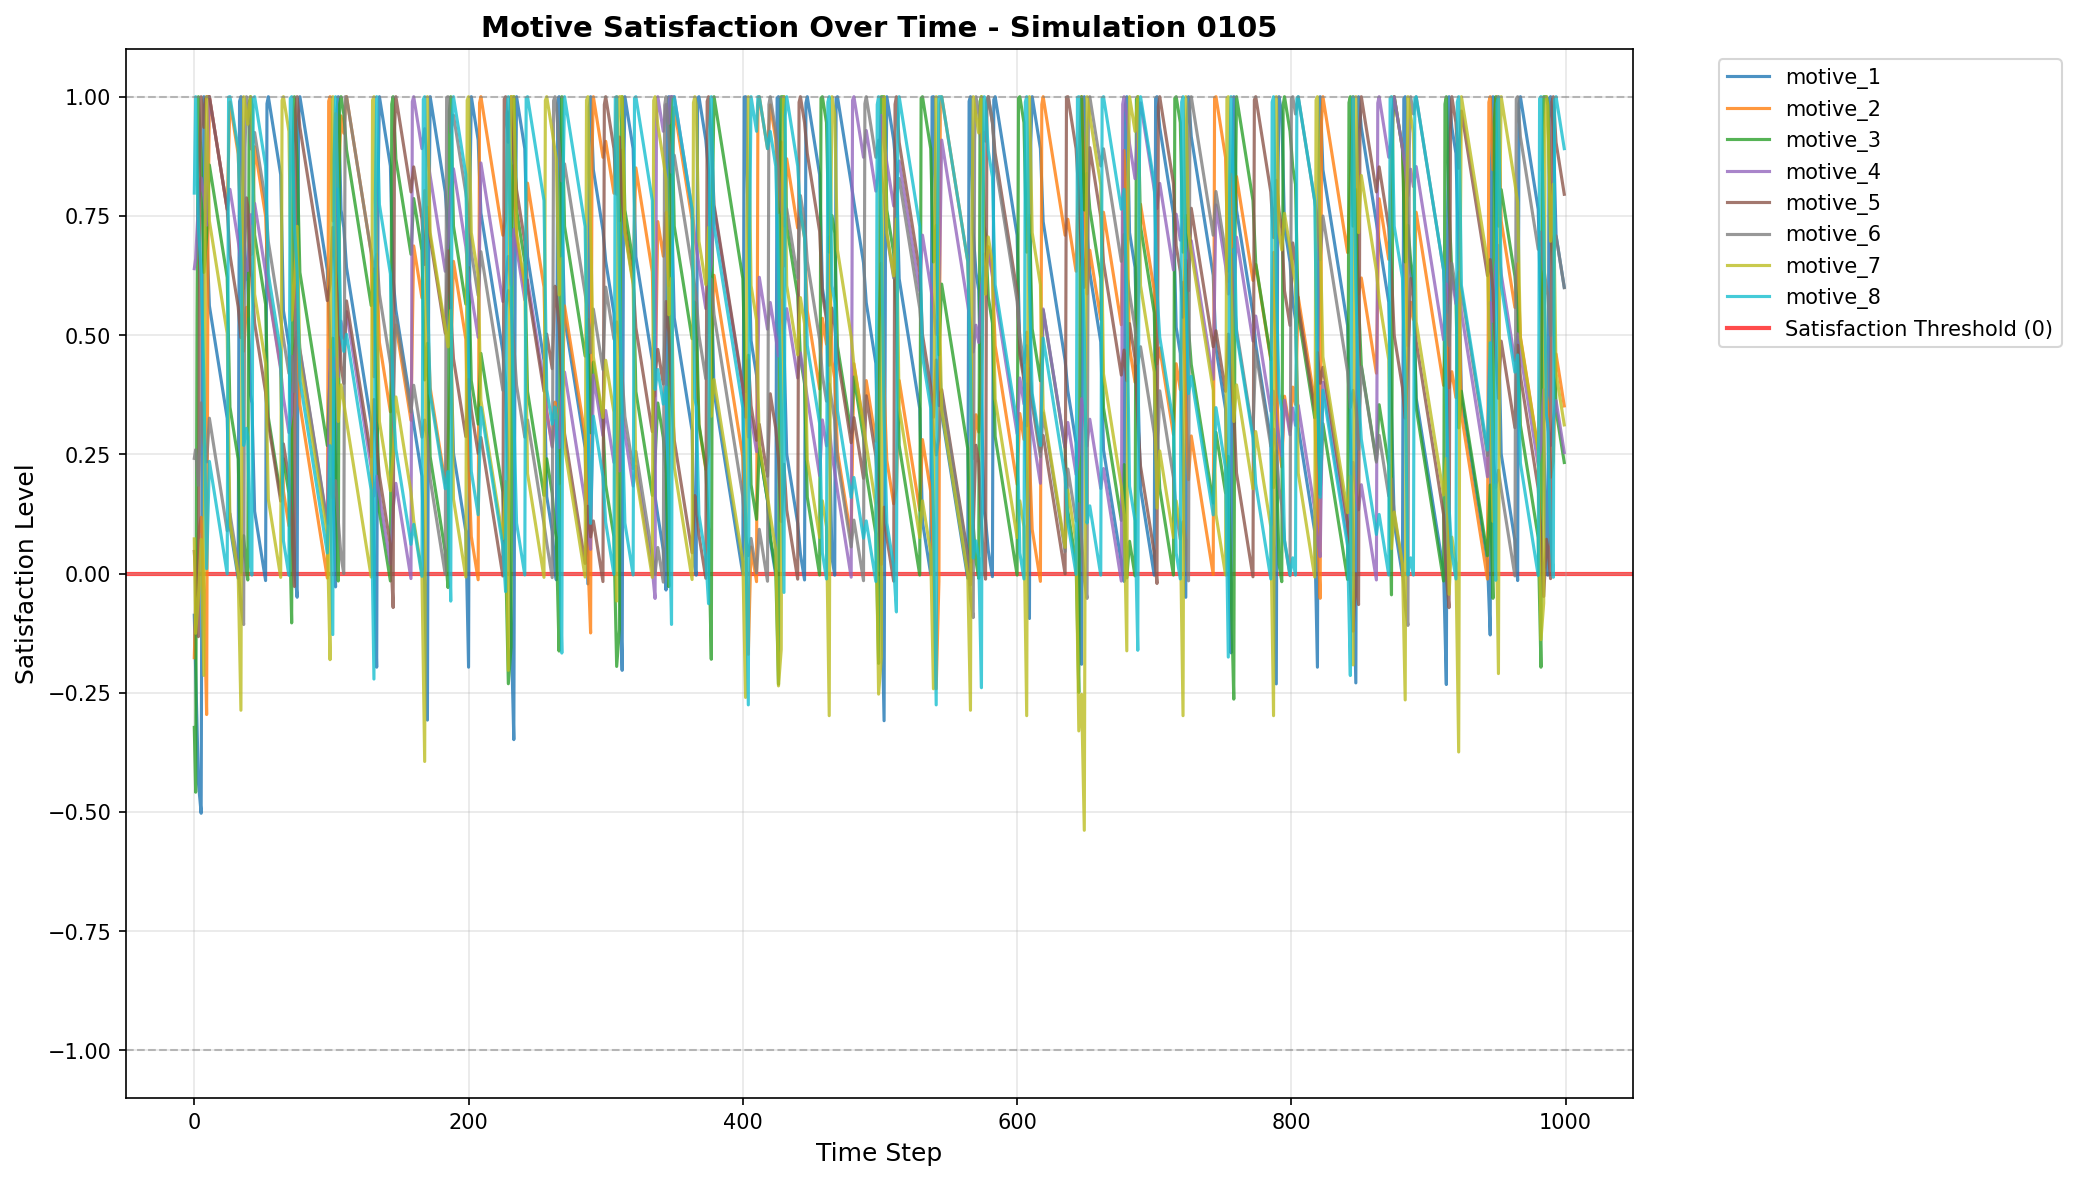 Motive Satisfaction Over Time - Simulation 0105
Satisfaction Level
1.00
0.75
0.50
0.25
0.00
−0.25
−0.50
−0.75
−1.00
0
200
400
600
800
1000
Time Step
motive_1
motive_2
motive_3
motive_4
motive_5
motive_6
motive_7
motive_8
Satisfaction Threshold (0)